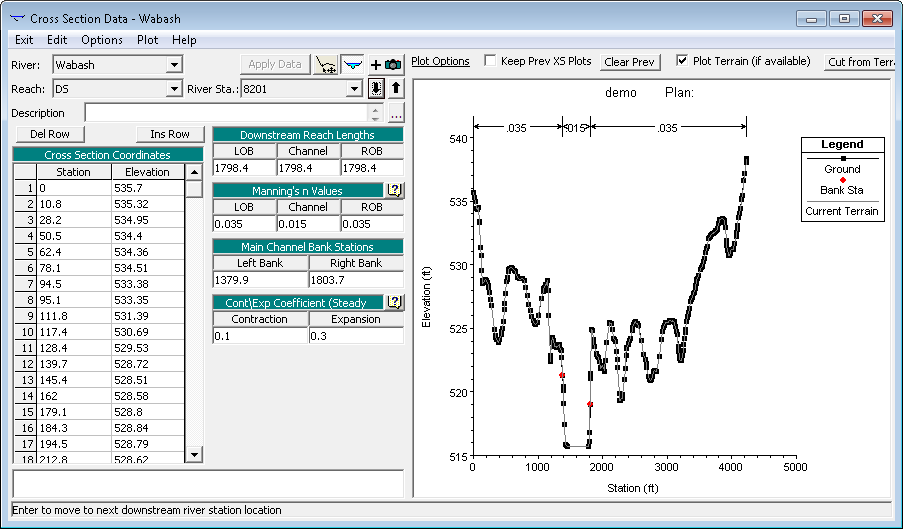 Cross Section Data - Wabash
Exit Edit Options Plot Help
River: Wabash Apply Data
Reach: DS River Sta.: 8201
Description ...
Plot Options Keep Prev XS Plots Clear Prev Plot Terrain (if available) Cut from Terra
Del Row Ins Row
Cross Section Coordinates
Station Elevation
1 0 535.7
2 10.8 535.32
3 28.2 534.95
4 50.5 534.4
5 62.4 534.36
6 78.1 534.51
7 94.5 533.38
8 95.1 533.35
9 111.8 531.39
10 117.4 530.69
11 128.4 529.53
12 139.7 528.72
13 145.4 528.51
14 162 528.58
15 179.1 528.8
16 184.3 528.84
17 194.5 528.79
18 212.8 528.62
Downstream Reach Lengths
LOB Channel ROB
1798.4 1798.4 1798.4
Manning's n Values ?
LOB Channel ROB
0.035 0.015 0.035
Main Channel Bank Stations
Left Bank Right Bank
1379.9 1803.7
Cont\Exp Coefficient (Steady ?
Contraction Expansion
0.1 0.3
demo Plan:
.035 .015 .035
540
535
530
525
520
515
Elevation (ft)
0 1000 2000 3000 4000 5000
Station (ft)
Legend
Ground
Bank Sta
Current Terrain
Enter to move to next downstream river station location